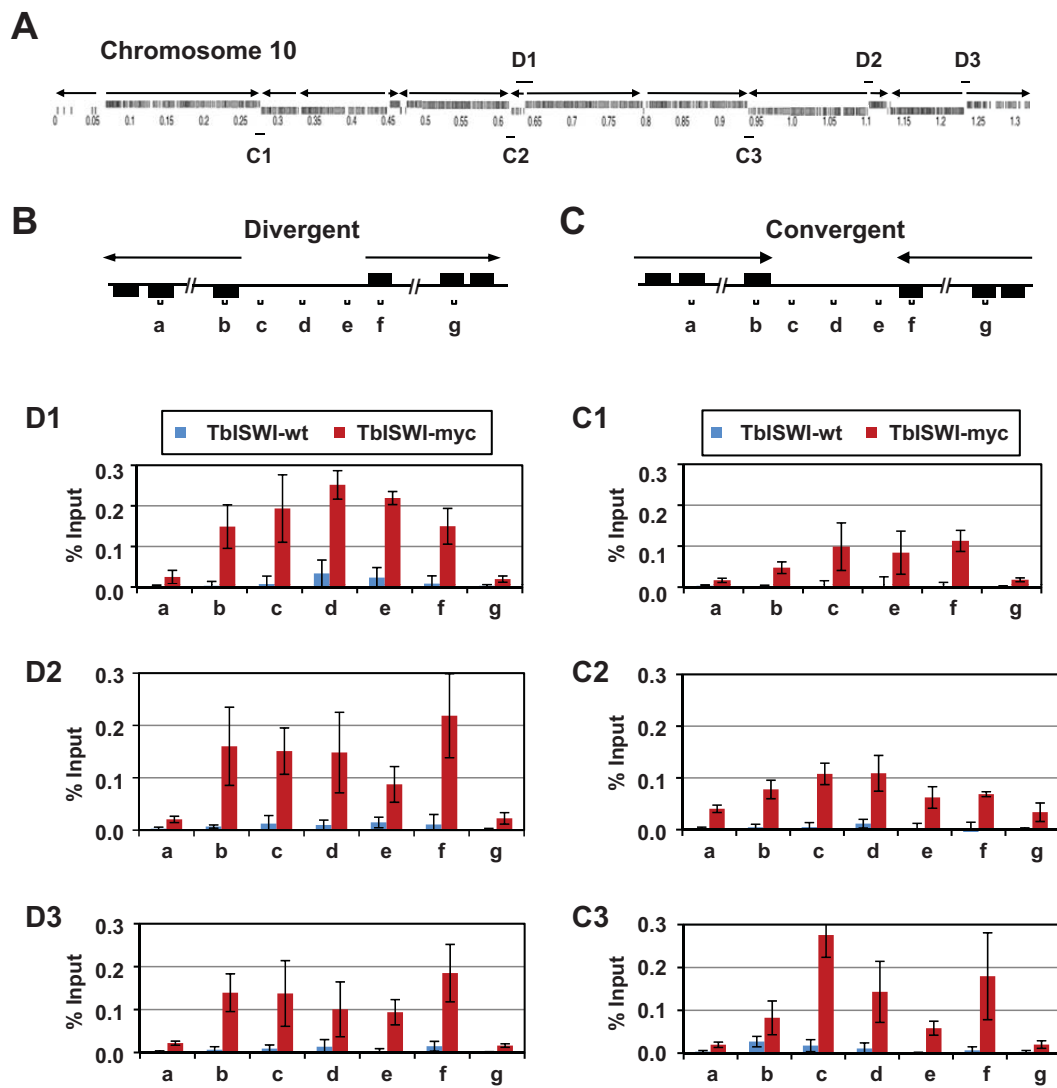 A
Chromosome 10
D1
D2
D3
0 0.05 0.1 0.15 0.2 0.25 0.3 0.35 0.4 0.45 0.5 0.55 0.6 0.65 0.7 0.75 0.8 0.85 0.9 0.95 1.0 1.05 1.1 1.15 1.2 1.25 1.3
C1
C2
C3
B
Divergent
a b c d e f g
C
Convergent
a b c d e f g
D1
TbISWI-wt TbISWI-myc
% Input
0.3
0.2
0.1
0.0
a b c d e f g
C1
TbISWI-wt TbISWI-myc
% Input
0.3
0.2
0.1
0.0
a b c e f g
D2
% Input
0.3
0.2
0.1
0.0
a b c d e f g
C2
% Input
0.3
0.2
0.1
0.0
a b c d e f g
D3
% Input
0.3
0.2
0.1
0.0
a b c d e f g
C3
% Input
0.3
0.2
0.1
0.0
a b c d e f g